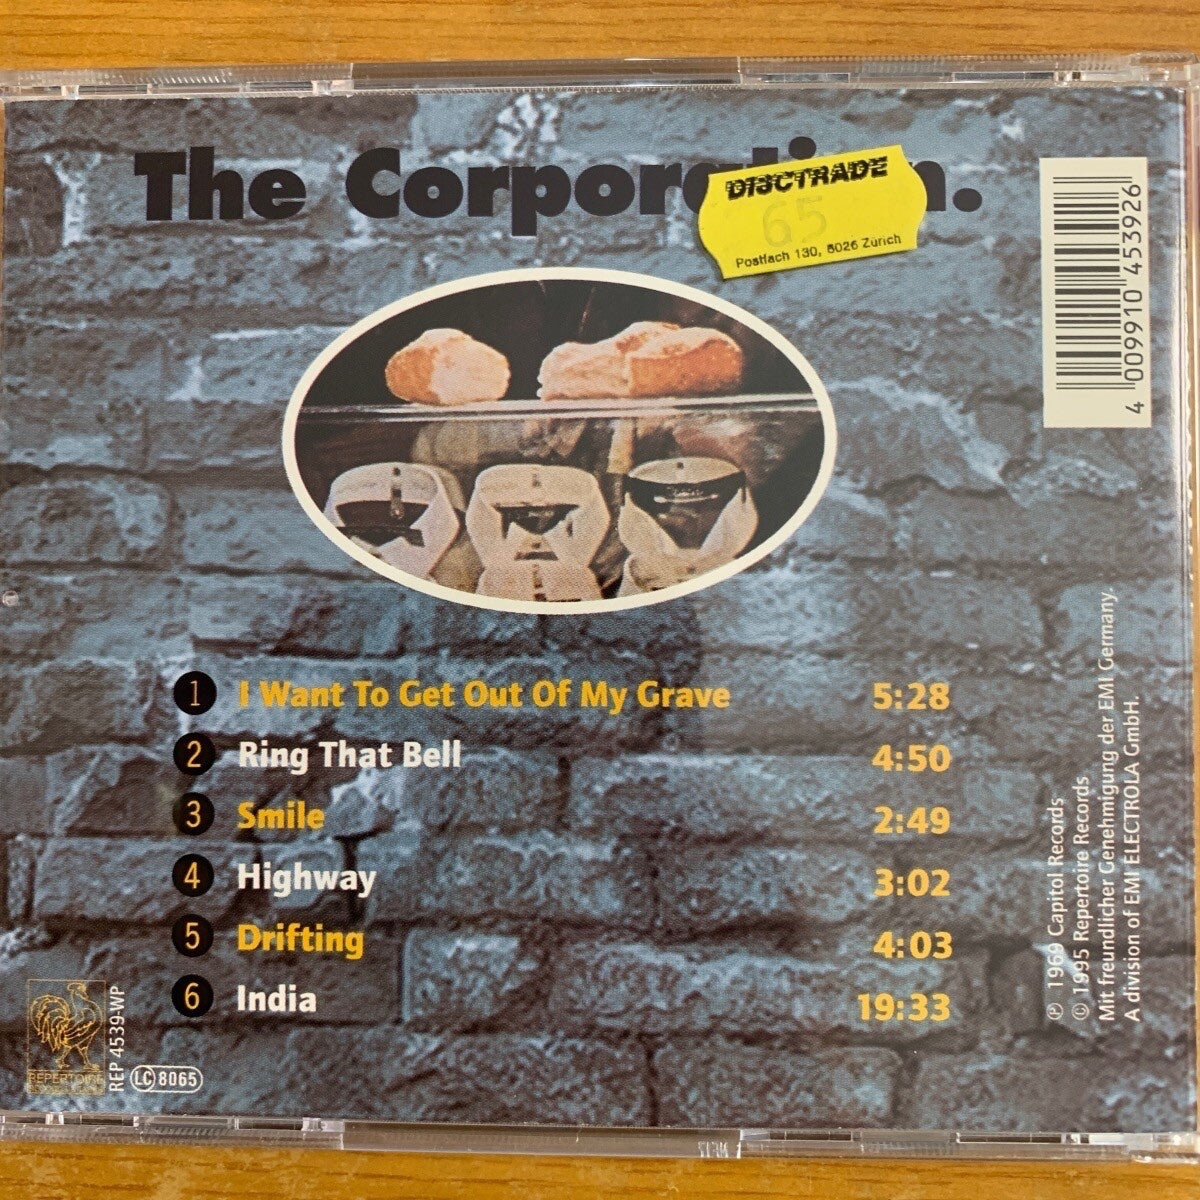 The Corporation.
DISCTRADE
65
Postfach 130, 8026 Zürich
4 009910 453926
1 I Want To Get Out Of My Grave 5:28
2 Ring That Bell 4:50
3 Smile 2:49
4 Highway 3:02
5 Drifting 4:03
6 India 19:33
℗ 1969 Capitol Records
© 1995 Repertoire Records
Mit freundlicher Genehmigung der EMI Germany.
A division of EMI ELECTROLA GmbH.
REPERTOIRE
REP 4539-WP
LC 8065